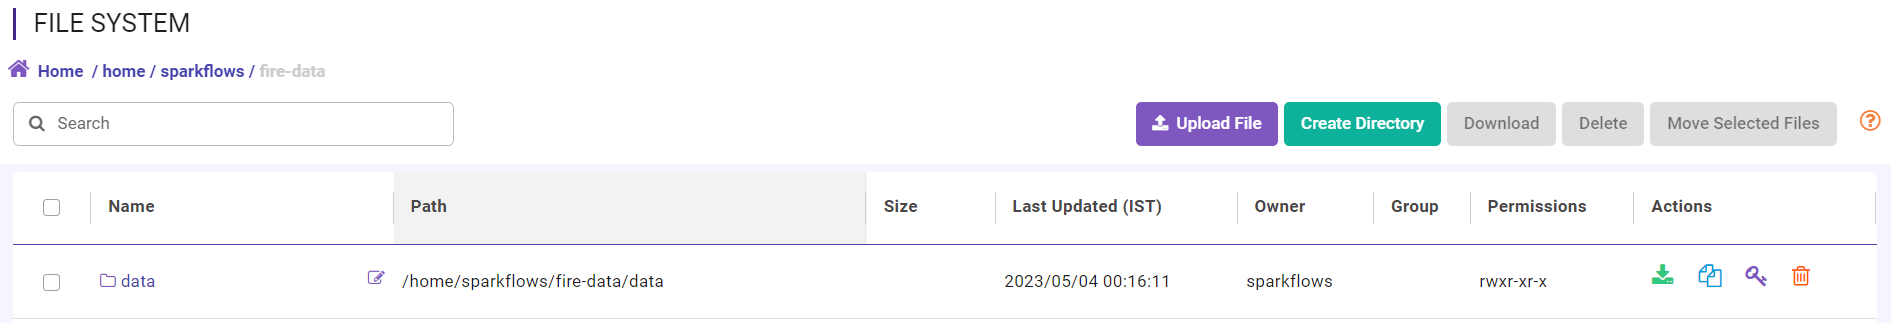 FILE SYSTEM
Home / home / sparkflows / fire-data
Search
Upload File
Create Directory
Download
Delete
Move Selected Files
?
Name Path Size Last Updated (IST) Owner Group Permissions Actions
data /home/sparkflows/fire-data/data 2023/05/04 00:16:11 sparkflows rwxr-xr-x